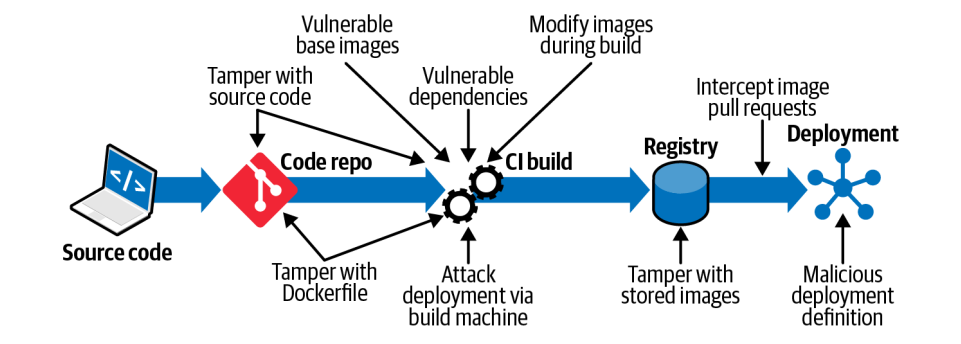 Vulnerable
base images
Modify images
during build
Tamper with
source code
Vulnerable
dependencies
Intercept image
pull requests
Code repo
CI build
Registry
Deployment
</>
Source code
Tamper with
Dockerfile
Attack
deployment via
build machine
Tamper with
stored images
Malicious
deployment
definition